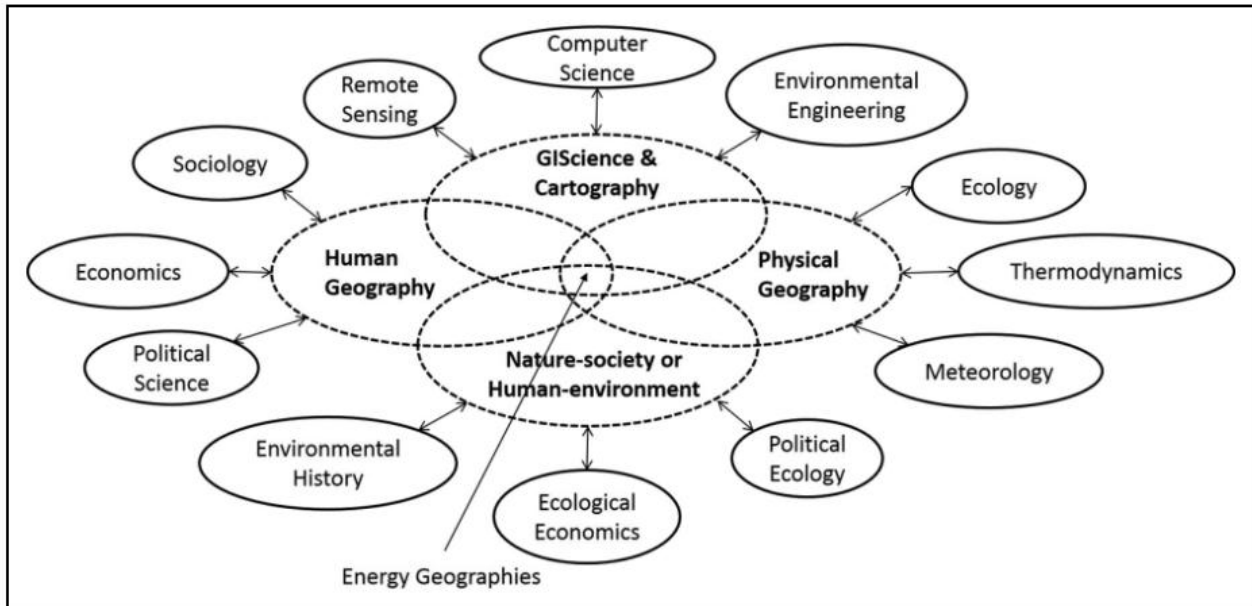 Computer
Science
Remote
Sensing
Environmental
Engineering
Sociology
GIScience &
Cartography
Ecology
Economics
Human
Geography
Physical
Geography
Thermodynamics
Political
Science
Nature-society or
Human-environment
Meteorology
Environmental
History
Political
Ecology
Ecological
Economics
Energy Geographies